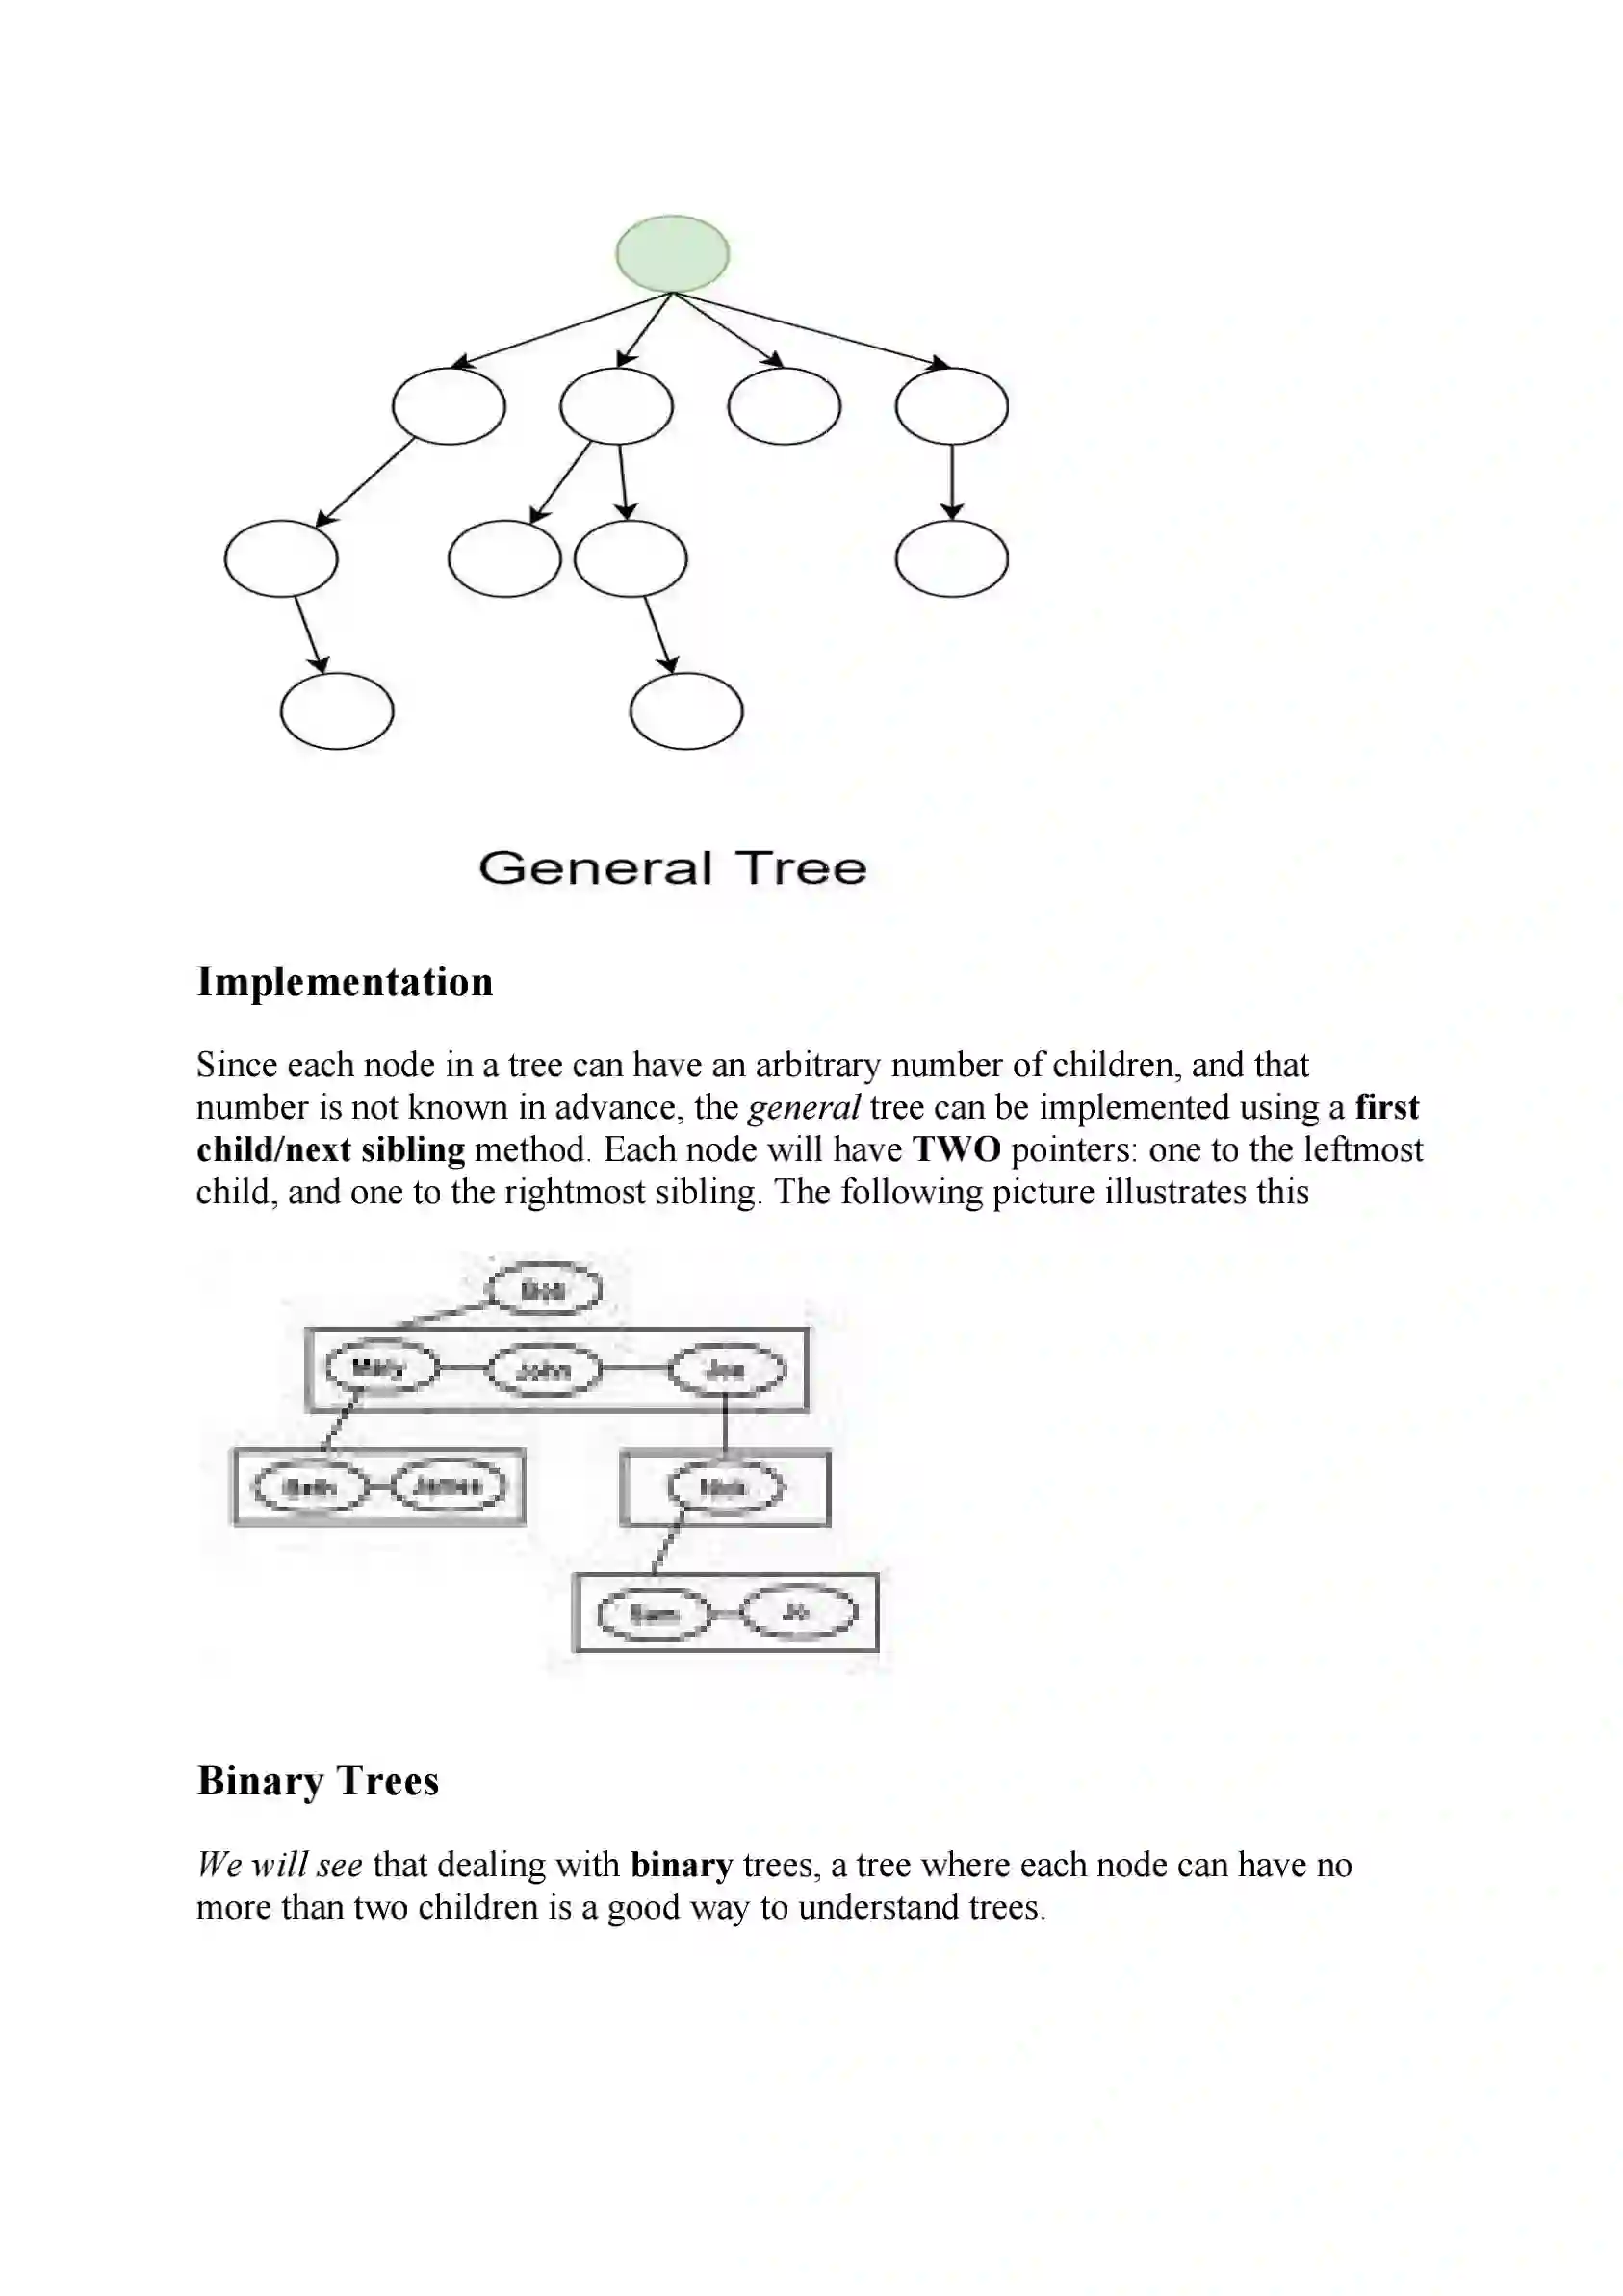 General Tree
Implementation
Since each node in a tree can have an arbitrary number of children, and that
number is not known in advance, the general tree can be implemented using a first
child/next sibling method. Each node will have TWO pointers: one to the leftmost
child, and one to the rightmost sibling. The following picture illustrates this
Mary John Joe
Beth James
Sam Jo
Binary Trees
We will see that dealing with binary trees, a tree where each node can have no
more than two children is a good way to understand trees.